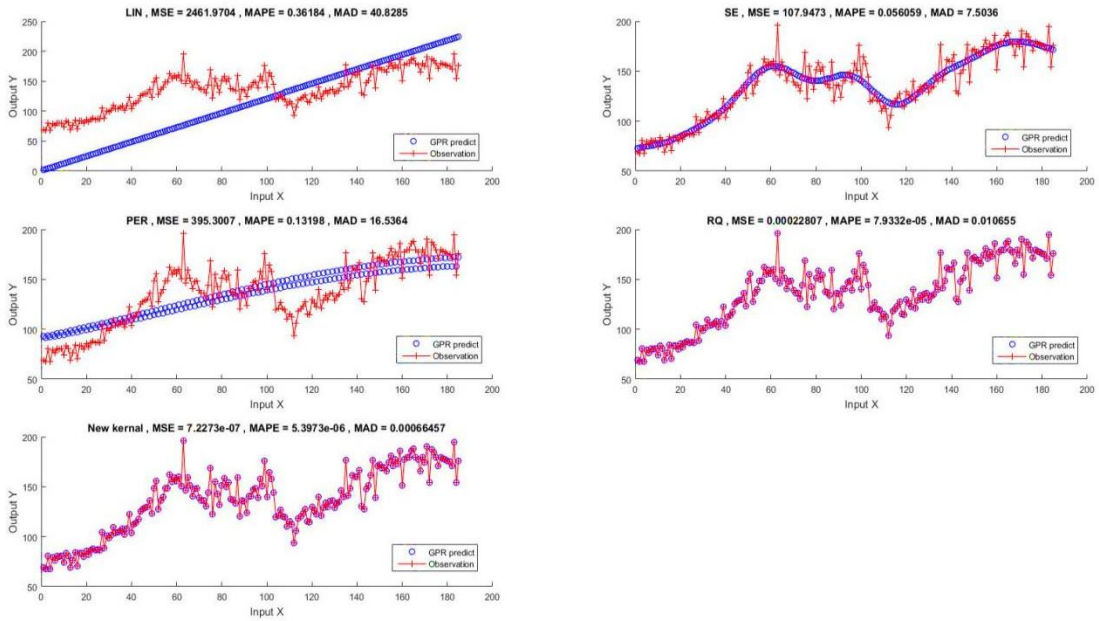 LIN , MSE = 2461.9704 , MAPE = 0.36184 , MAD = 40.8285
250
200
150
100
50
0
Output Y
0 20 40 60 80 100 120 140 160 180 200
Input X
GPR predict
Observation
SE , MSE = 107.9473 , MAPE = 0.056059 , MAD = 7.5036
200
150
100
50
Output Y
0 20 40 60 80 100 120 140 160 180 200
Input X
GPR predict
Observation
PER , MSE = 395.3007 , MAPE = 0.13198 , MAD = 16.5364
200
150
100
50
Output Y
0 20 40 60 80 100 120 140 160 180 200
Input X
GPR predict
Observation
RQ , MSE = 0.00022807 , MAPE = 7.9332e-05 , MAD = 0.010655
200
150
100
50
Output Y
0 20 40 60 80 100 120 140 160 180 200
Input X
GPR predict
Observation
New kernal , MSE = 7.2273e-07 , MAPE = 5.3973e-06 , MAD = 0.00066457
200
150
100
50
Output Y
0 20 40 60 80 100 120 140 160 180 200
Input X
GPR predict
Observation